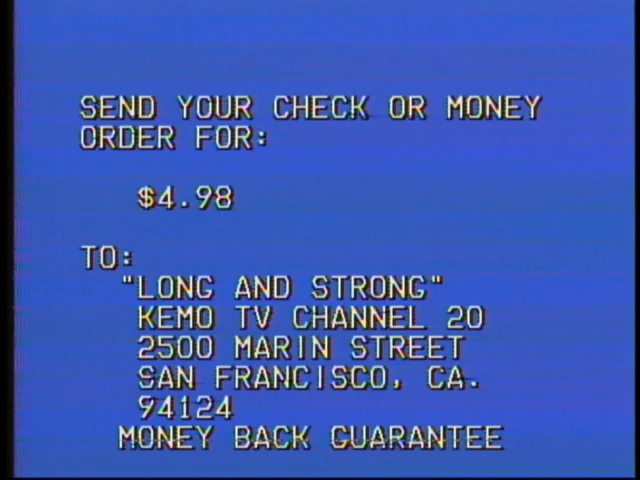 SEND YOUR CHECK OR MONEY
ORDER FOR:
$4.98
TO:
"LONG AND STRONG"
KEMO TV CHANNEL 20
2500 MARIN STREET
SAN FRANCISCO, CA.
94124
MONEY BACK GUARANTEE